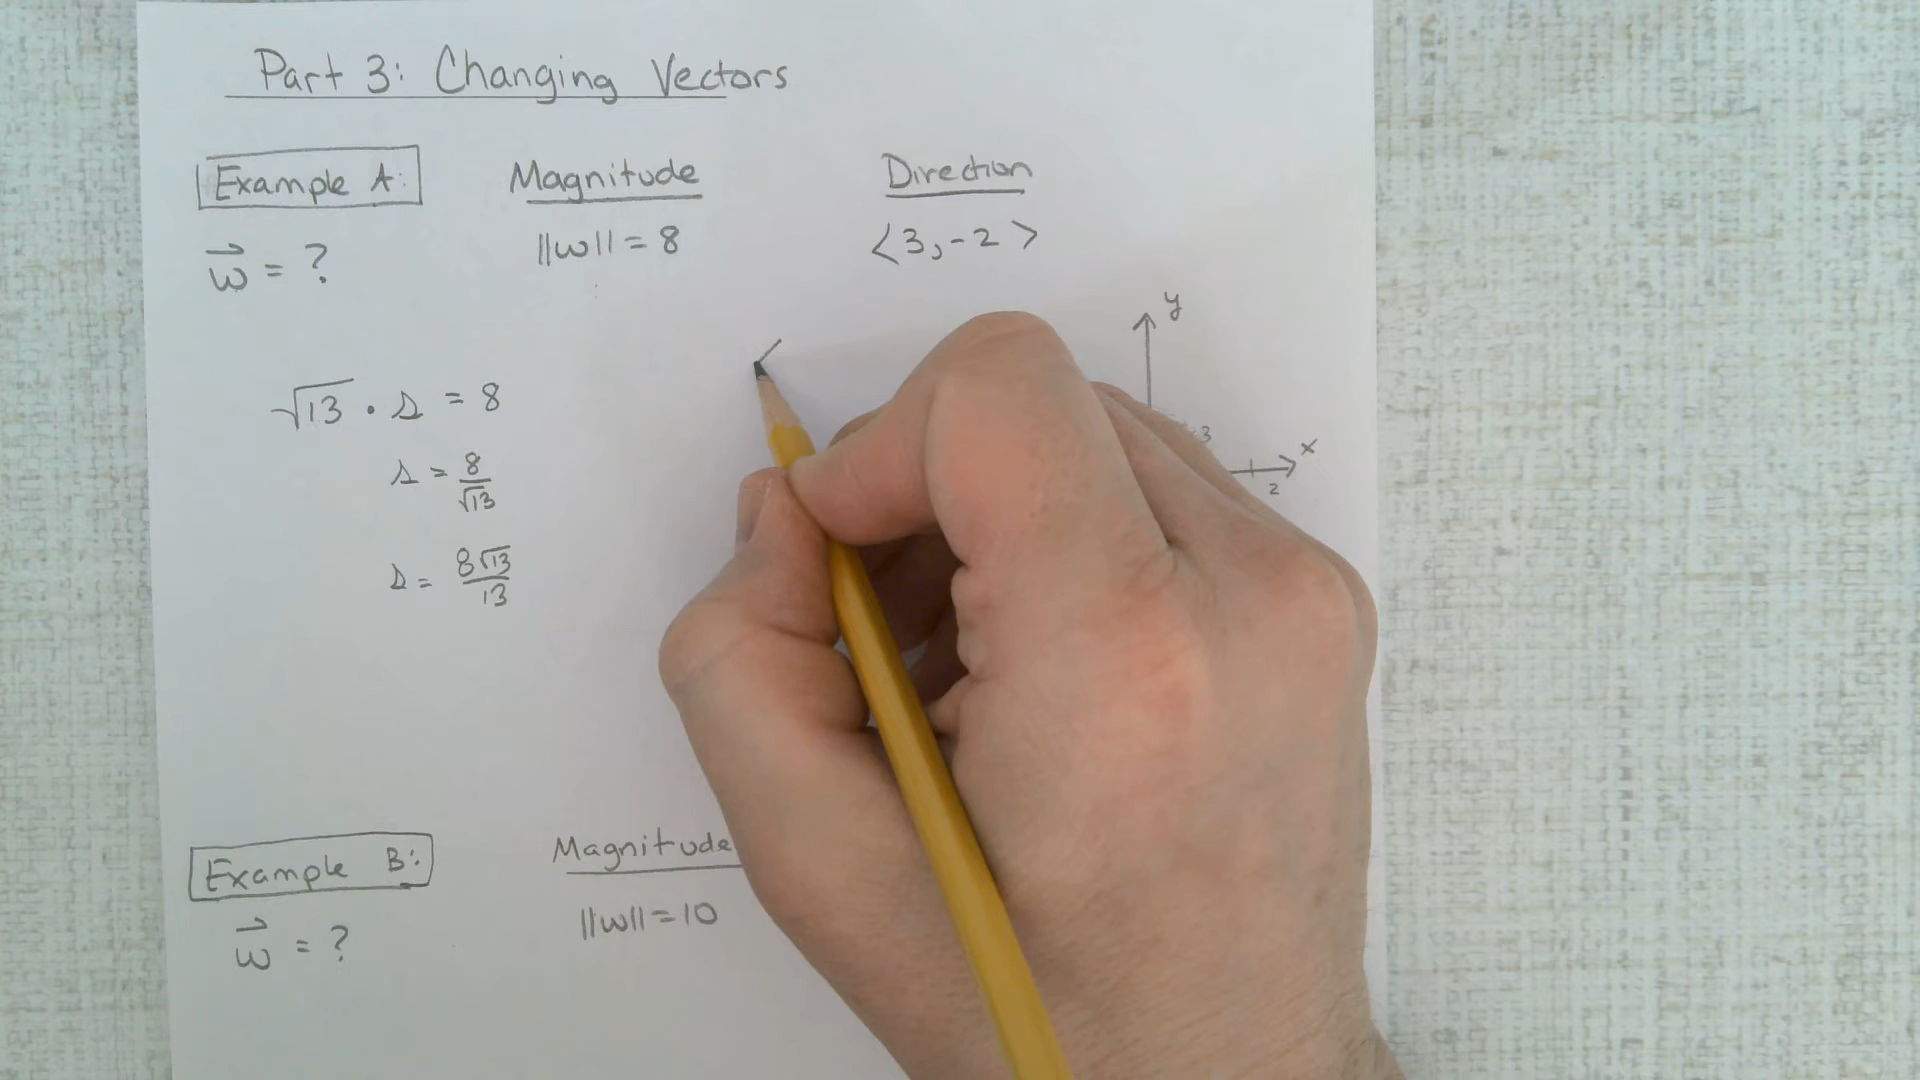 Part 3: Changing Vectors
Example A:
Magnitude
Direction
w⃗ = ?
||w|| = 8
<3, -2>
√13 · s = 8
s = 8/√13
s = 8√13/13
y
3
x
2
Example B:
Magnitude
w⃗ = ?
||w|| = 10